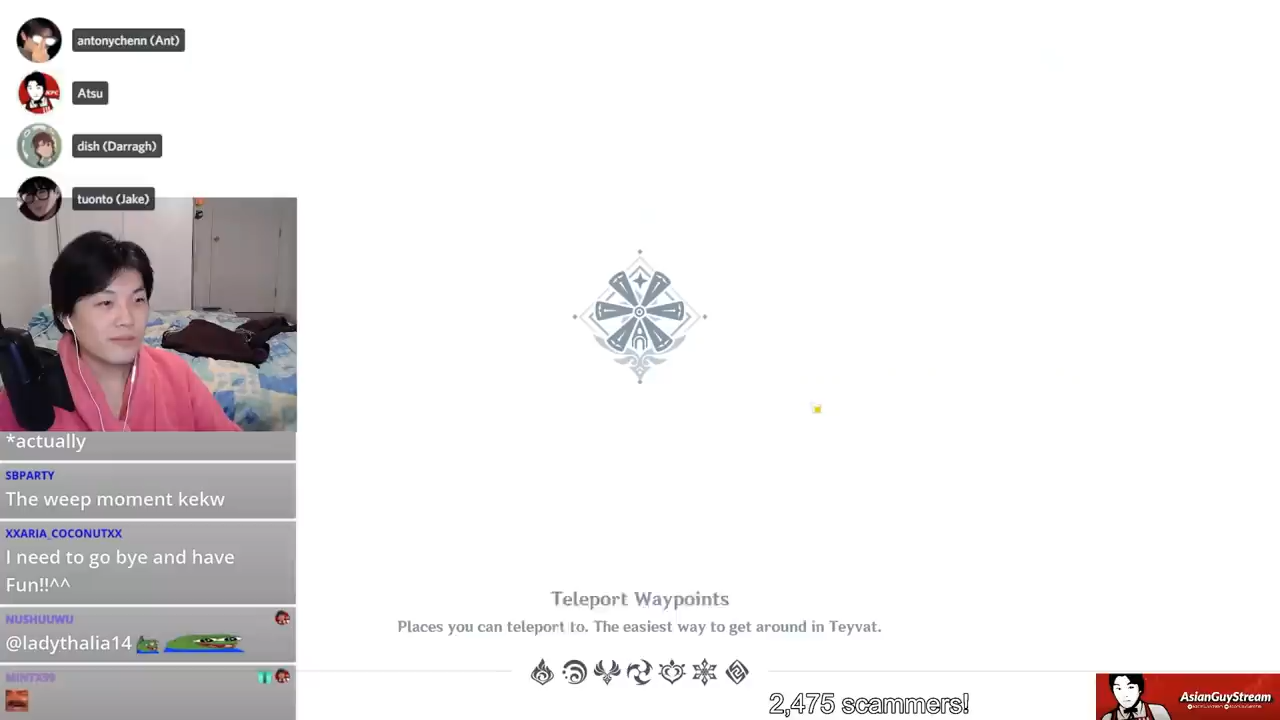 antonychenn (Ant)
Atsu
dish (Darragh)
tuonto (Jake)
*actually
SBPARTY
The weep moment kekw
XXARIA_COCONUTXX
I need to go bye and have
Fun!!^^
NUSHUUWU
@ladythalia14
MINTX99
Teleport Waypoints
Places you can teleport to. The easiest way to get around in Teyvat.
2,475 scammers!
AsianGuyStream